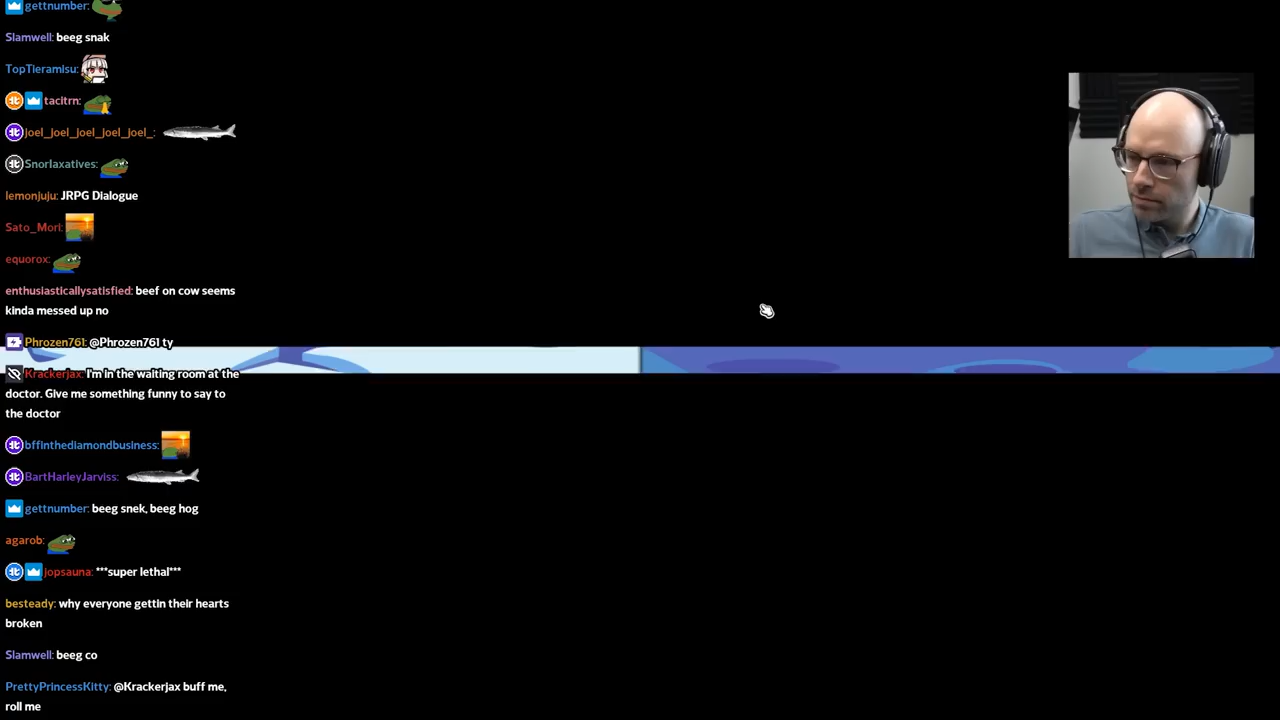 gettnumber:
Slamwell: beeg snak
TopTieramisu:
tacitrn:
joel_joel_joel_joel_joel_:
Snorlaxatives:
lemonjuju: JRPG Dialogue
Sato_Mori:
equorox:
enthusiasticallysatisfied: beef on cow seems
kinda messed up no
Phrozen761: @Phrozen761 ty
Krackerjax: I'm in the waiting room at the
doctor. Give me something funny to say to
the doctor
bffinthediamondbusiness:
BartHarleyJarviss:
gettnumber: beeg snek, beeg hog
agarob:
jopsauna: ***super lethal***
besteady: why everyone gettin their hearts
broken
Slamwell: beeg co
PrettyPrincessKitty: @Krackerjax buff me,
roll me